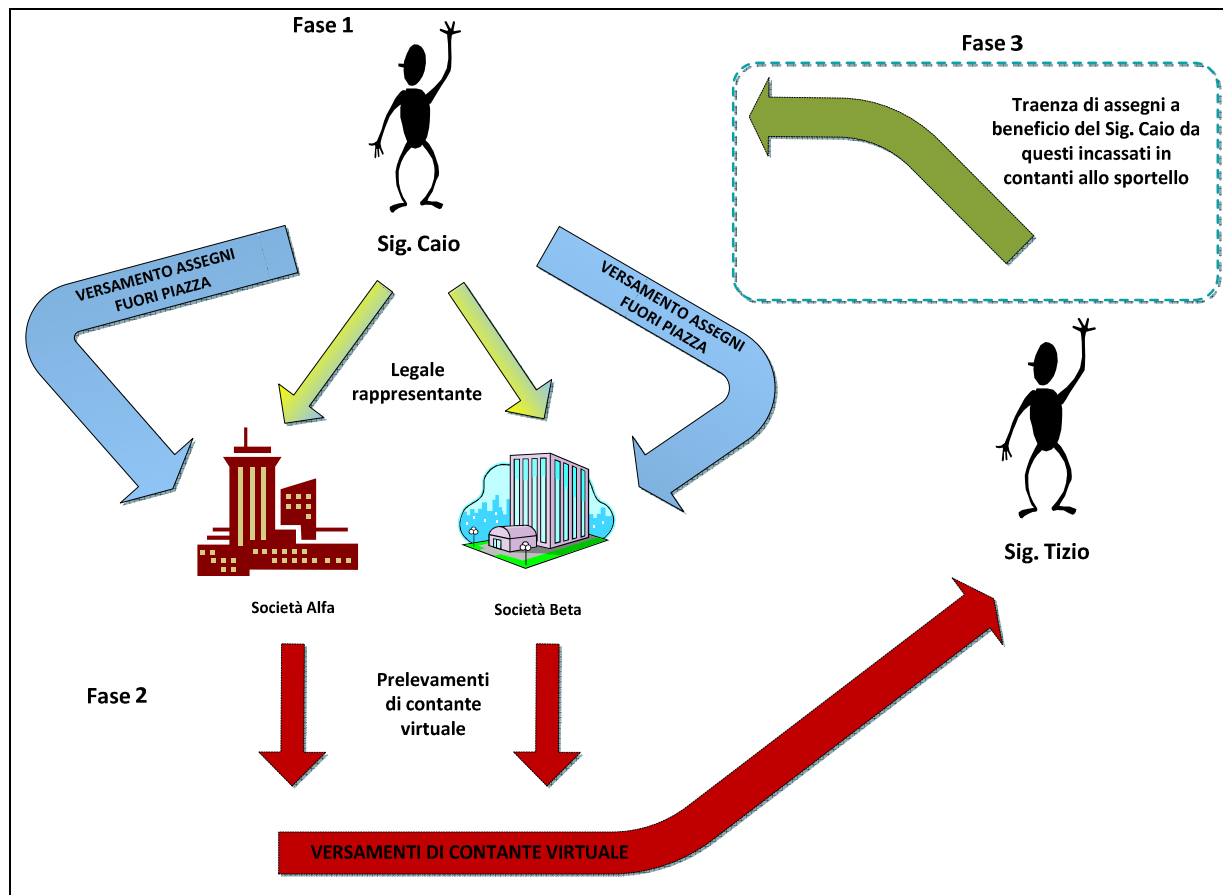 Fase 1
Sig. Caio
VERSAMENTO ASSEGNI
FUORI PIAZZA
VERSAMENTO ASSEGNI
FUORI PIAZZA
Legale
rappresentante
Società Alfa
Società Beta
Fase 2
Prelevamenti
di contante
virtuale
VERSAMENTI DI CONTANTE VIRTUALE
Fase 3
Traenza di assegni a
beneficio del Sig. Caio da
questi incassati in
contanti allo sportello
Sig. Tizio